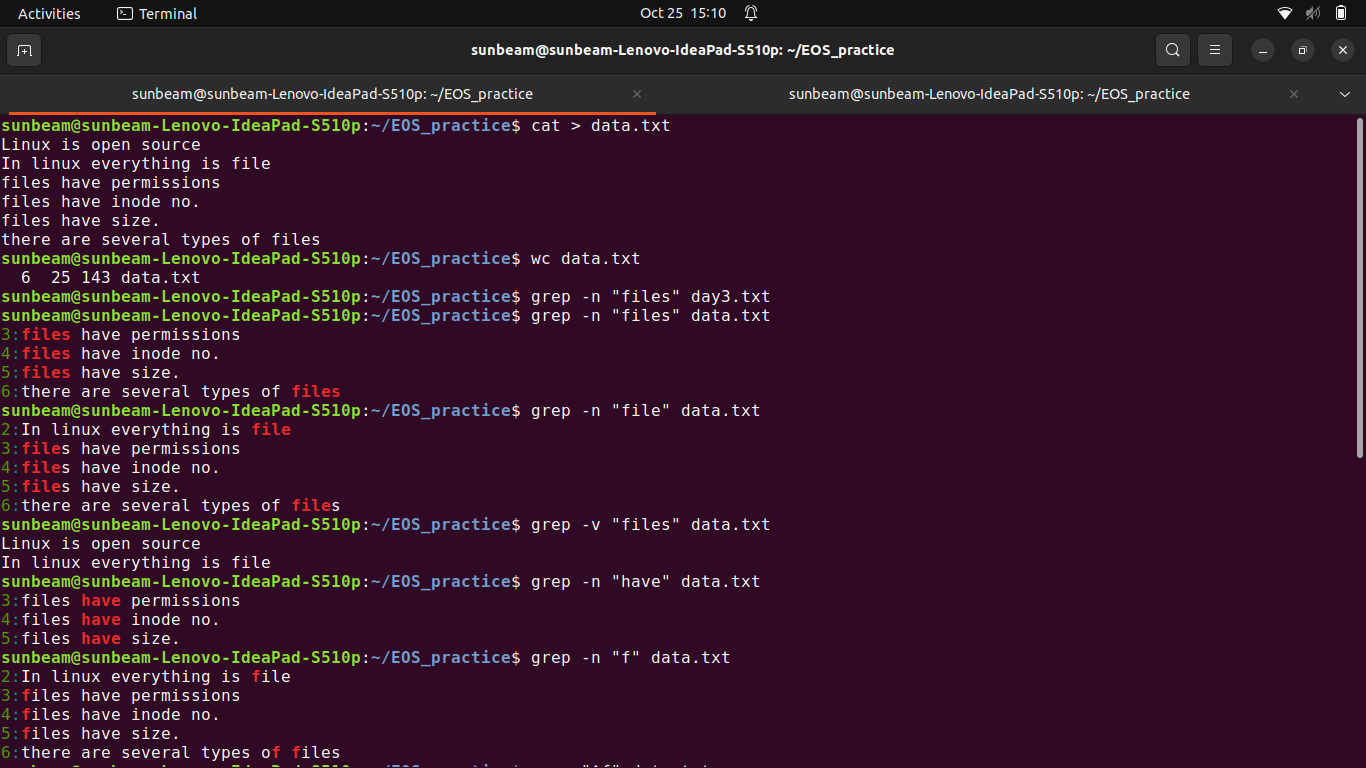 Activities Terminal Oct 25 15:10
sunbeam@sunbeam-Lenovo-IdeaPad-S510p: ~/EOS_practice
sunbeam@sunbeam-Lenovo-IdeaPad-S510p: ~/EOS_practice sunbeam@sunbeam-Lenovo-IdeaPad-S510p: ~/EOS_practice
sunbeam@sunbeam-Lenovo-IdeaPad-S510p:~/EOS_practice$ cat > data.txt
Linux is open source
In linux everything is file
files have permissions
files have inode no.
files have size.
there are several types of files
sunbeam@sunbeam-Lenovo-IdeaPad-S510p:~/EOS_practice$ wc data.txt
  6  25 143 data.txt
sunbeam@sunbeam-Lenovo-IdeaPad-S510p:~/EOS_practice$ grep -n "files" day3.txt
sunbeam@sunbeam-Lenovo-IdeaPad-S510p:~/EOS_practice$ grep -n "files" data.txt
3:files have permissions
4:files have inode no.
5:files have size.
6:there are several types of files
sunbeam@sunbeam-Lenovo-IdeaPad-S510p:~/EOS_practice$ grep -n "file" data.txt
2:In linux everything is file
3:files have permissions
4:files have inode no.
5:files have size.
6:there are several types of files
sunbeam@sunbeam-Lenovo-IdeaPad-S510p:~/EOS_practice$ grep -v "files" data.txt
Linux is open source
In linux everything is file
sunbeam@sunbeam-Lenovo-IdeaPad-S510p:~/EOS_practice$ grep -n "have" data.txt
3:files have permissions
4:files have inode no.
5:files have size.
sunbeam@sunbeam-Lenovo-IdeaPad-S510p:~/EOS_practice$ grep -n "f" data.txt
2:In linux everything is file
3:files have permissions
4:files have inode no.
5:files have size.
6:there are several types of files